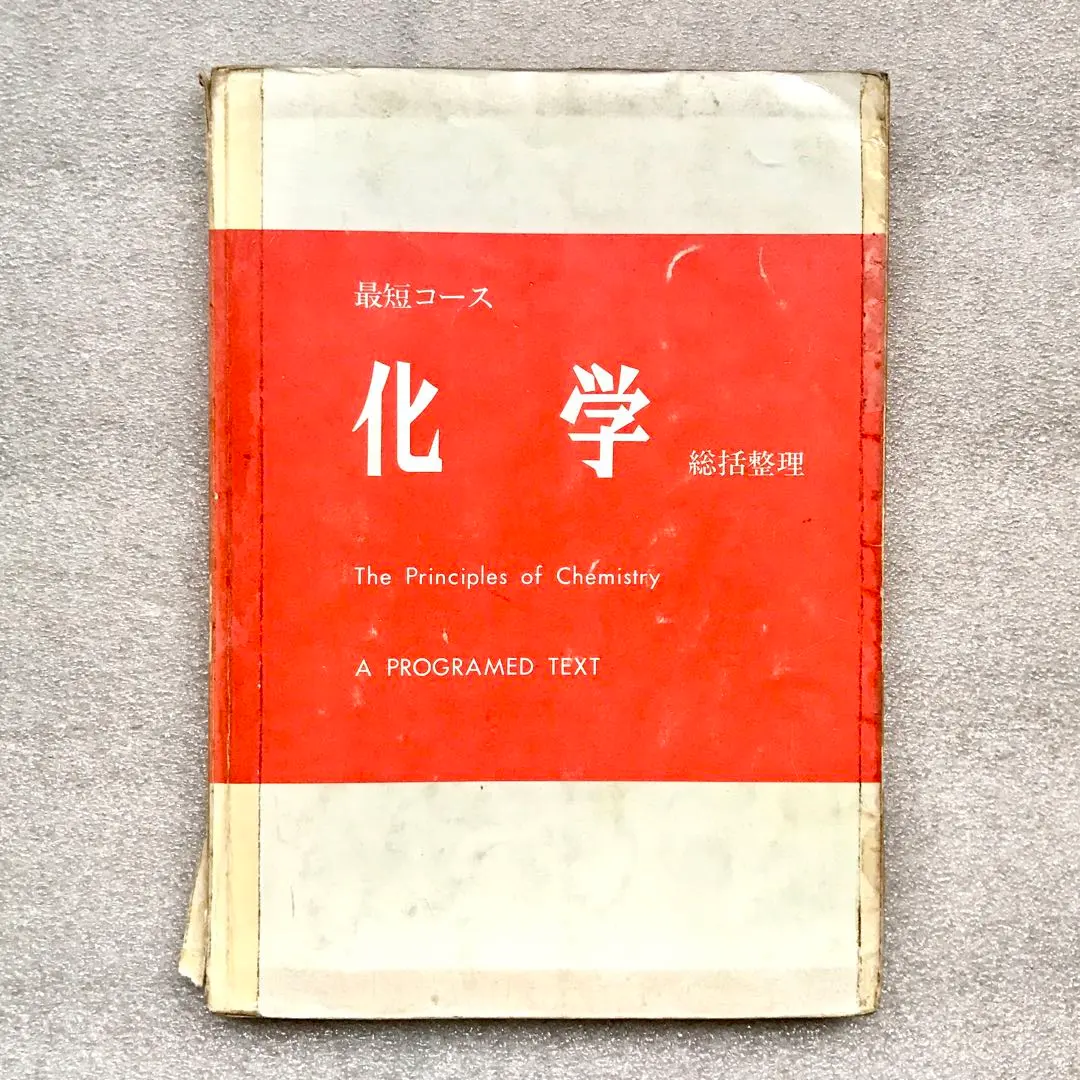 最短コース
化学 総括整理
The Principles of Chemistry
A PROGRAMED TEXT